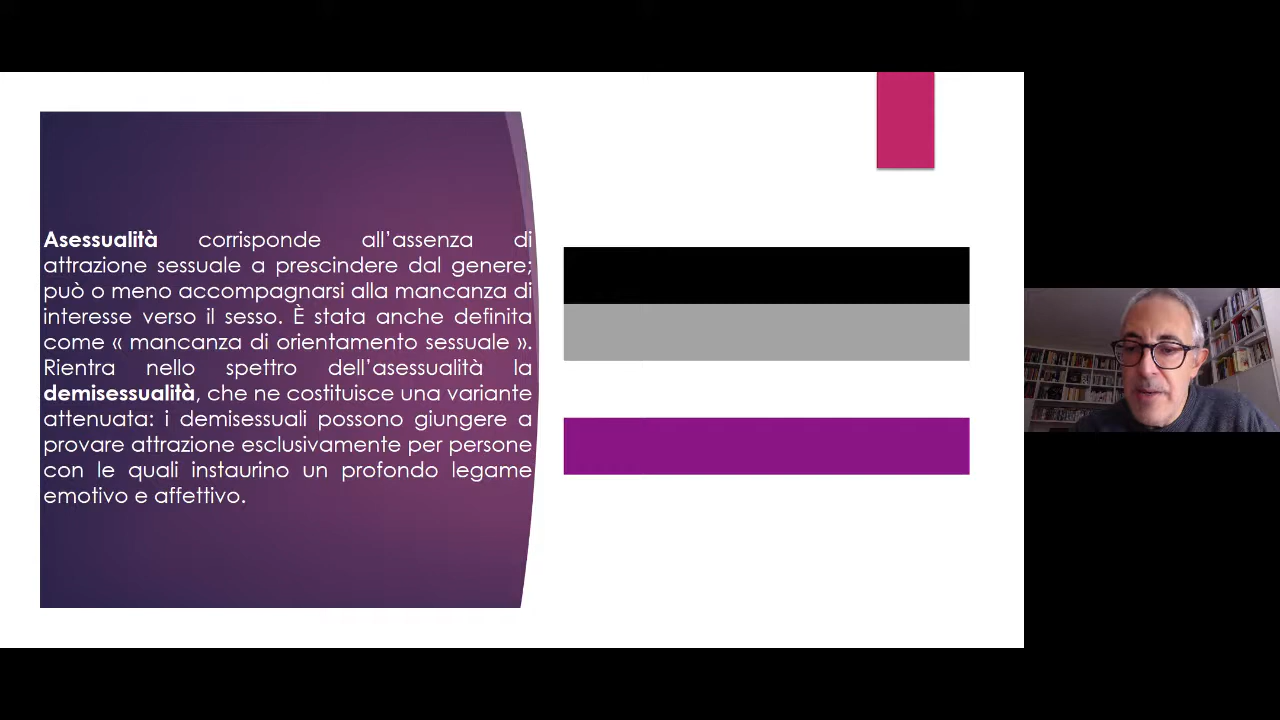 Asessualità corrisponde all’assenza di
attrazione sessuale a prescindere dal genere;
può o meno accompagnarsi alla mancanza di
interesse verso il sesso. È stata anche definita
come « mancanza di orientamento sessuale ».
Rientra nello spettro dell’asessualità la
demisessualità, che ne costituisce una variante
attenuata: i demisessuali possono giungere a
provare attrazione esclusivamente per persone
con le quali instaurino un profondo legame
emotivo e affettivo.